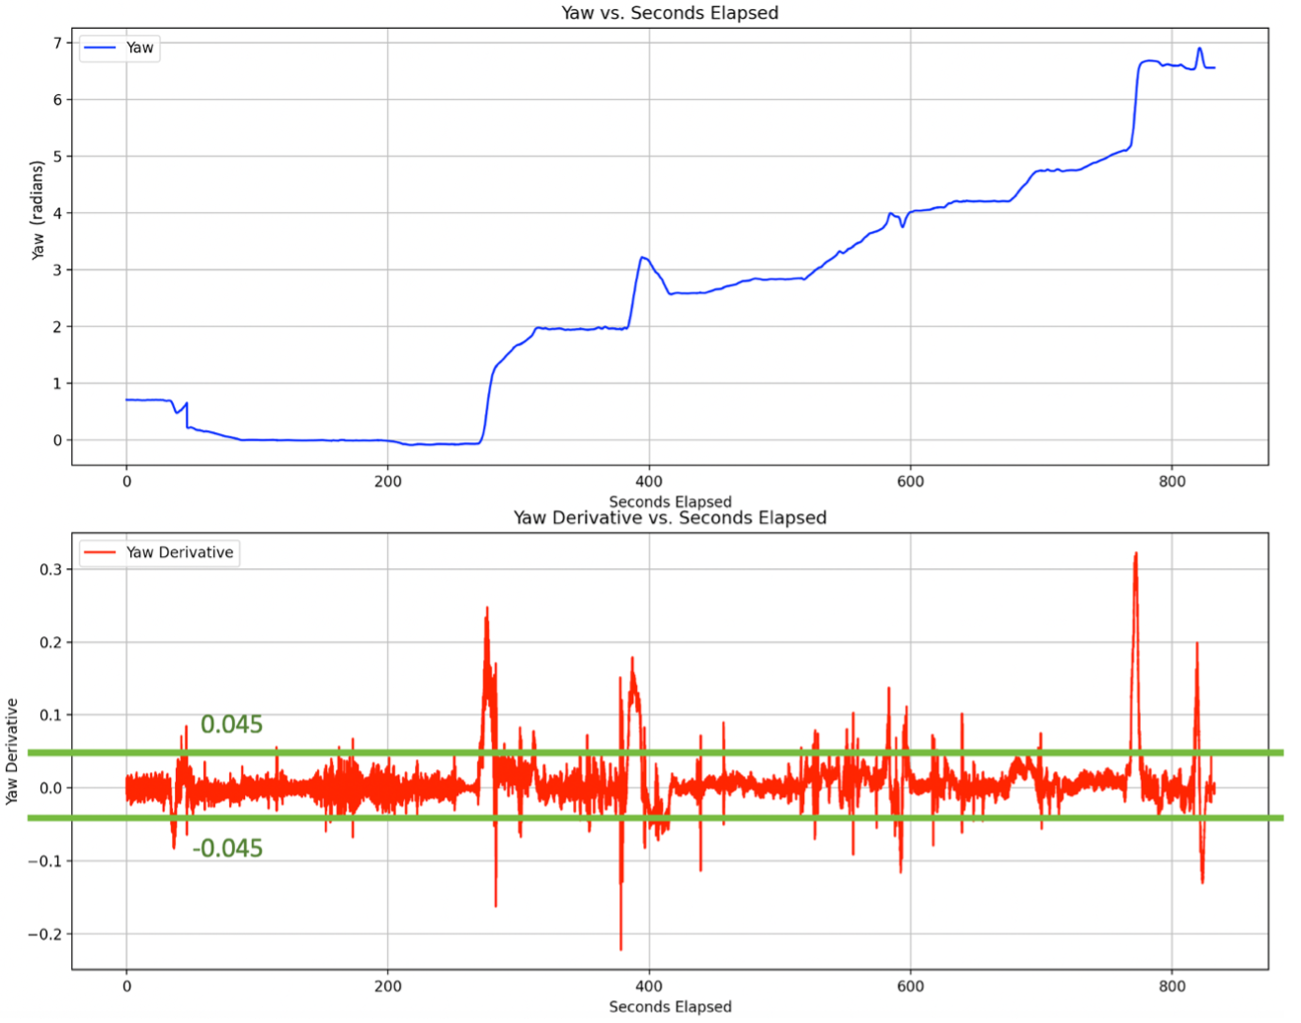 Yaw vs. Seconds Elapsed
Yaw
7
6
5
4
3
2
1
0
Yaw (radians)
0 200 400 600 800
Seconds Elapsed
Yaw Derivative vs. Seconds Elapsed
Yaw Derivative
0.3
0.2
0.1
0.045
0.0
-0.045
−0.1
−0.2
Yaw Derivative
0 200 400 600 800
Seconds Elapsed